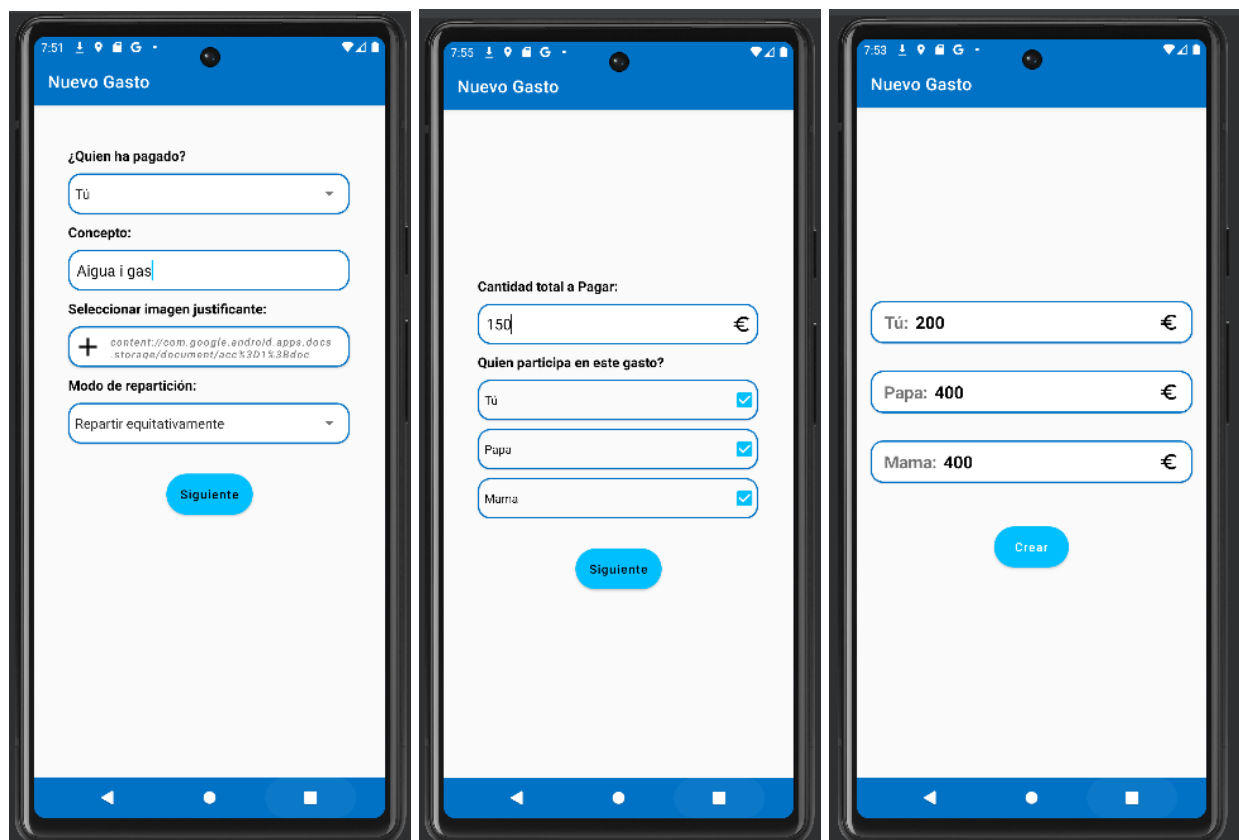 7:51 G
Nuevo Gasto
¿Quien ha pagado?
Tú
Concepto:
Aigua i gas
Seleccionar imagen justificante:
content://com.google.android.apps.docs
.storage/document/acc%3D1%3Bdoc
Modo de repartición:
Repartir equitativamente
Siguiente
7:55 G
Nuevo Gasto
Cantidad total a Pagar:
150 €
Quien participa en este gasto?
Tú
Papa
Mama
Siguiente
7:53 G
Nuevo Gasto
Tú: 200 €
Papa: 400 €
Mama: 400 €
Crear